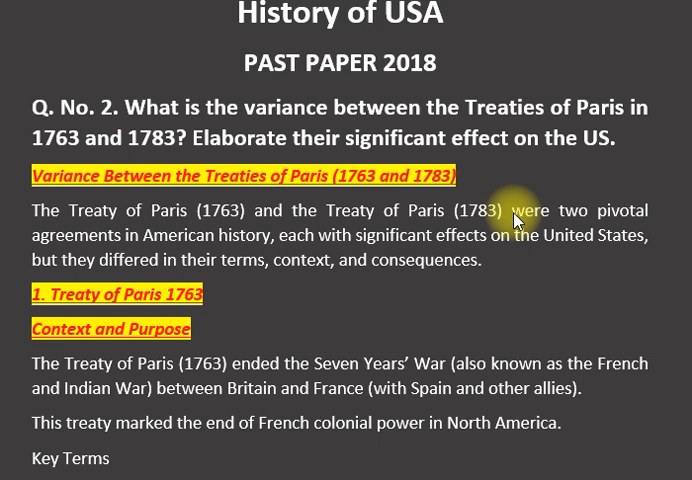 History of USA
PAST PAPER 2018
Q. No. 2. What is the variance between the Treaties of Paris in
1763 and 1783? Elaborate their significant effect on the US.
Variance Between the Treaties of Paris (1763 and 1783)
The Treaty of Paris (1763) and the Treaty of Paris (1783) were two pivotal
agreements in American history, each with significant effects on the United States,
but they differed in their terms, context, and consequences.
1. Treaty of Paris 1763
Context and Purpose
The Treaty of Paris (1763) ended the Seven Years’ War (also known as the French
and Indian War) between Britain and France (with Spain and other allies).
This treaty marked the end of French colonial power in North America.
Key Terms